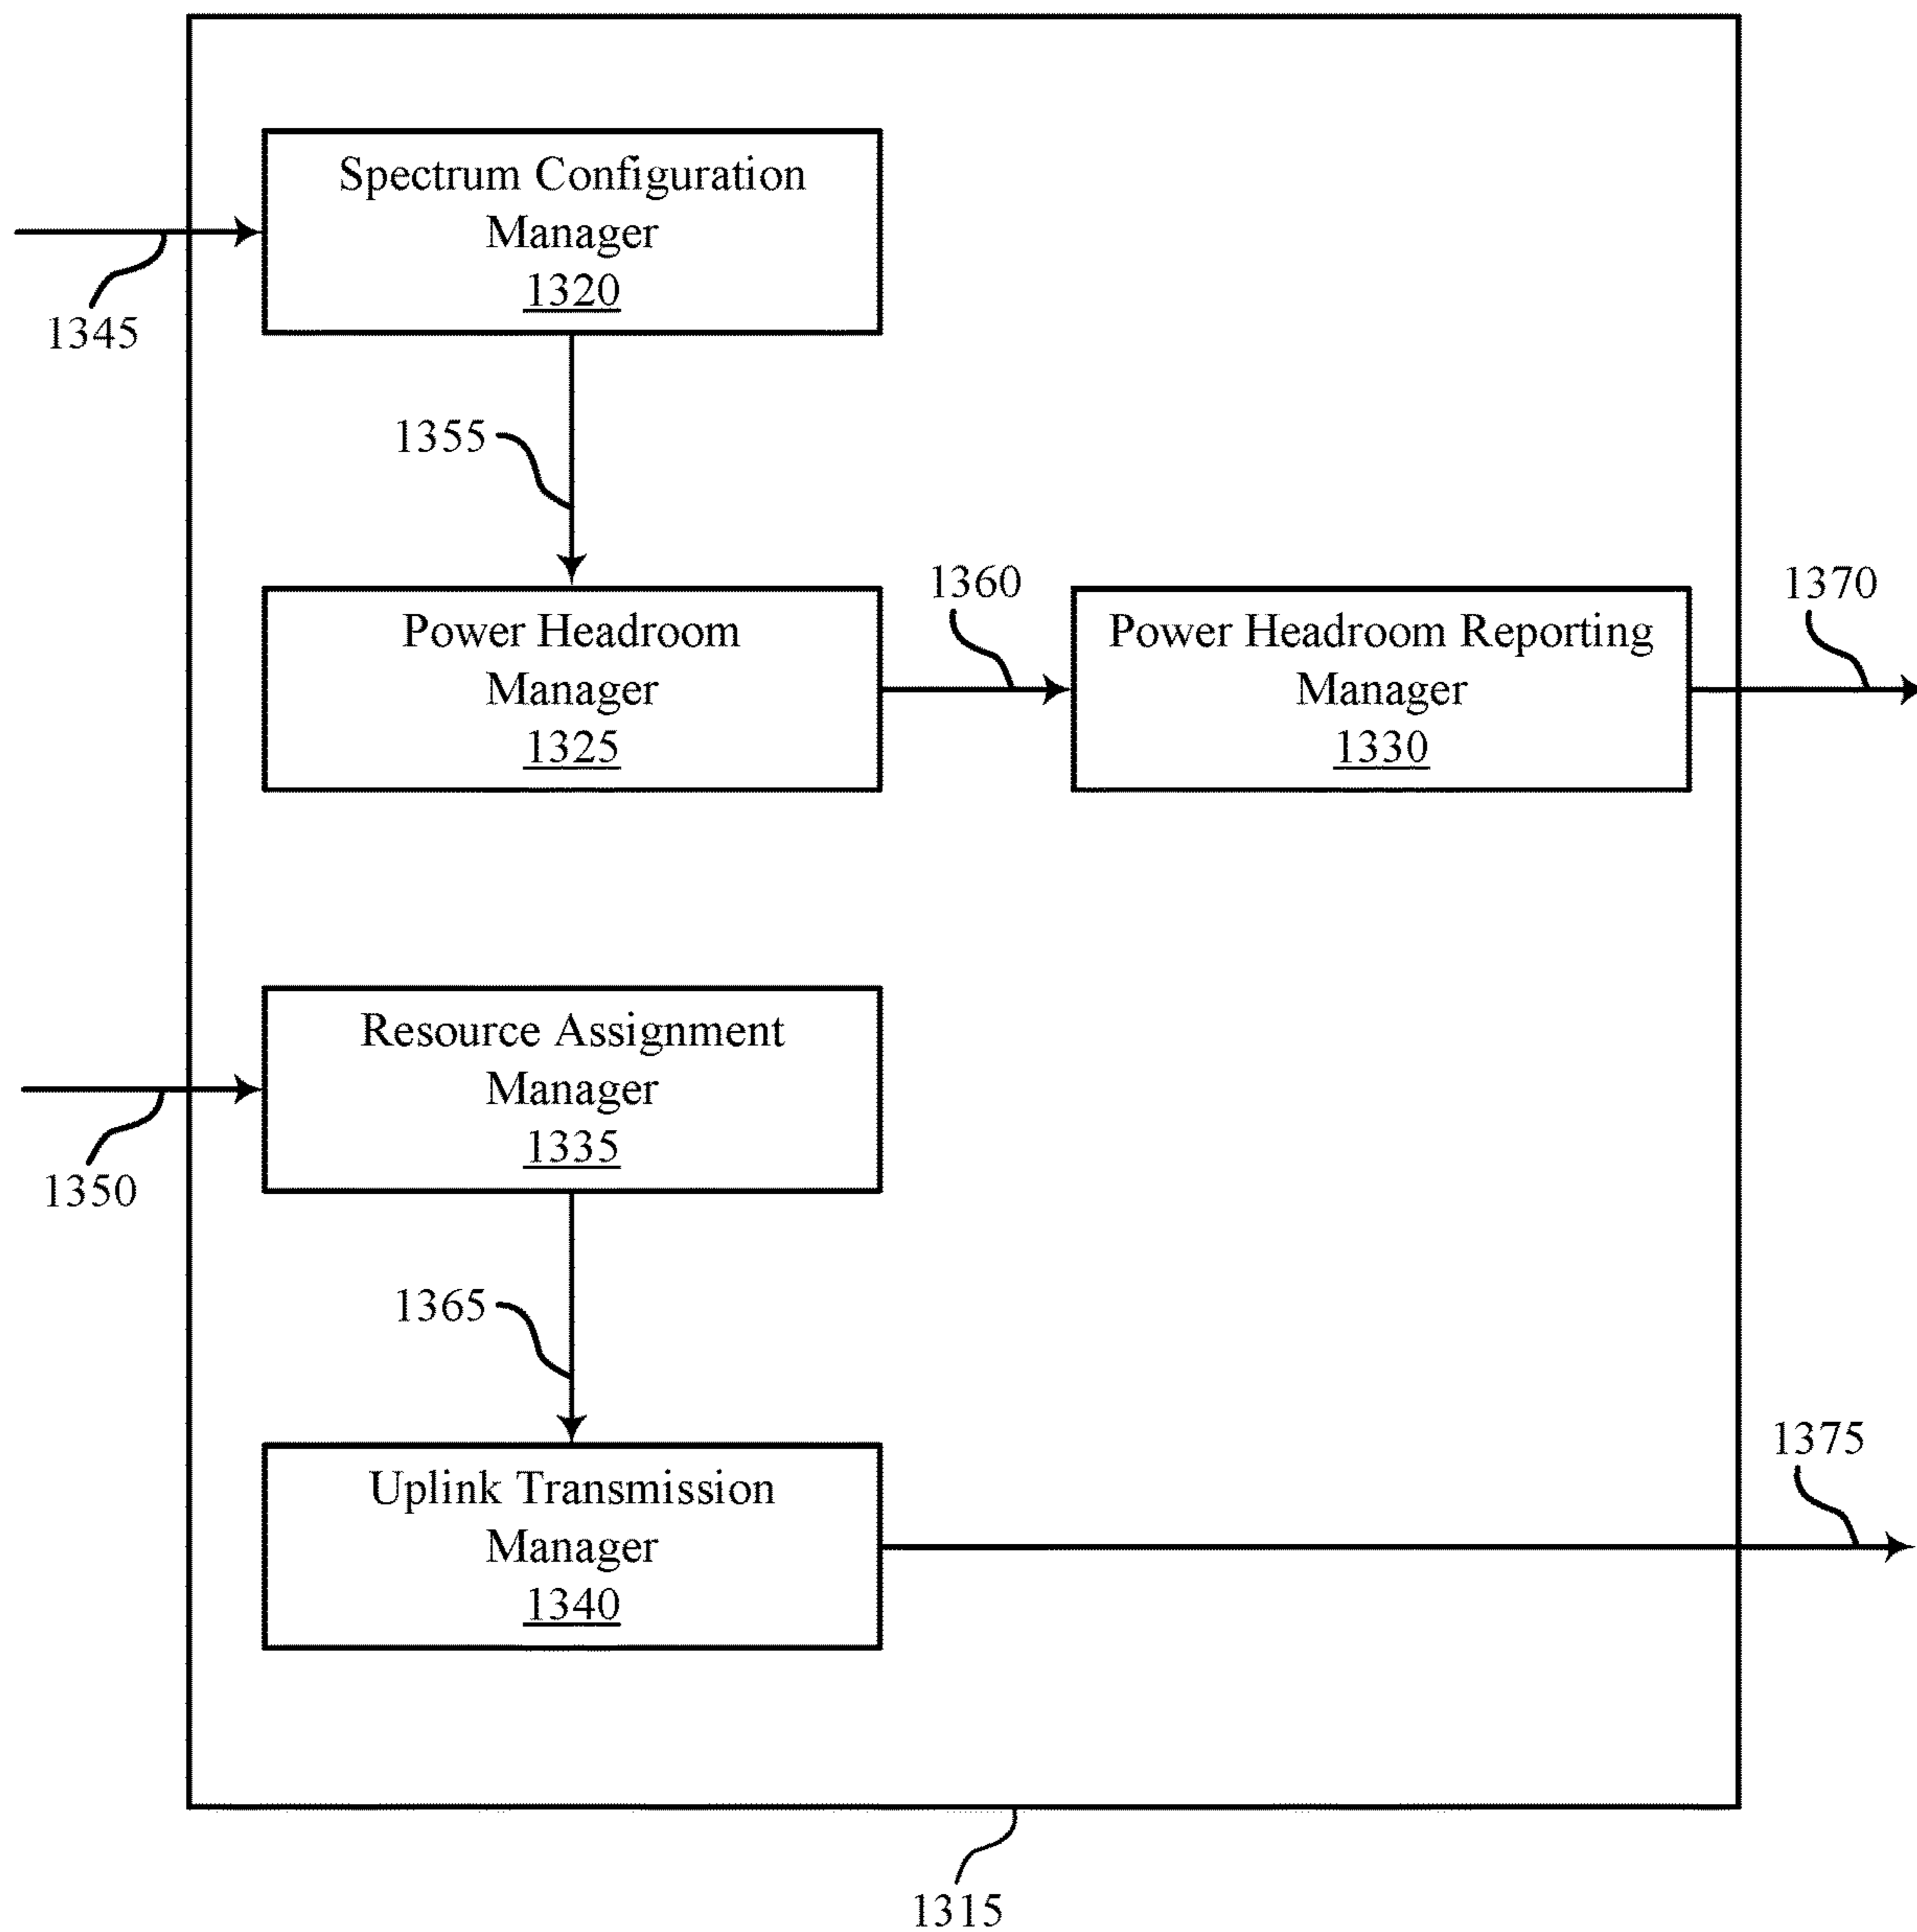 Spectrum Configuration
Manager
1320
1345
1355
1360
1370
Power Headroom
Manager
1325
Power Headroom Reporting
Manager
1330
Resource Assignment
Manager
1335
1350
1365
1375
Uplink Transmission
Manager
1340
1315